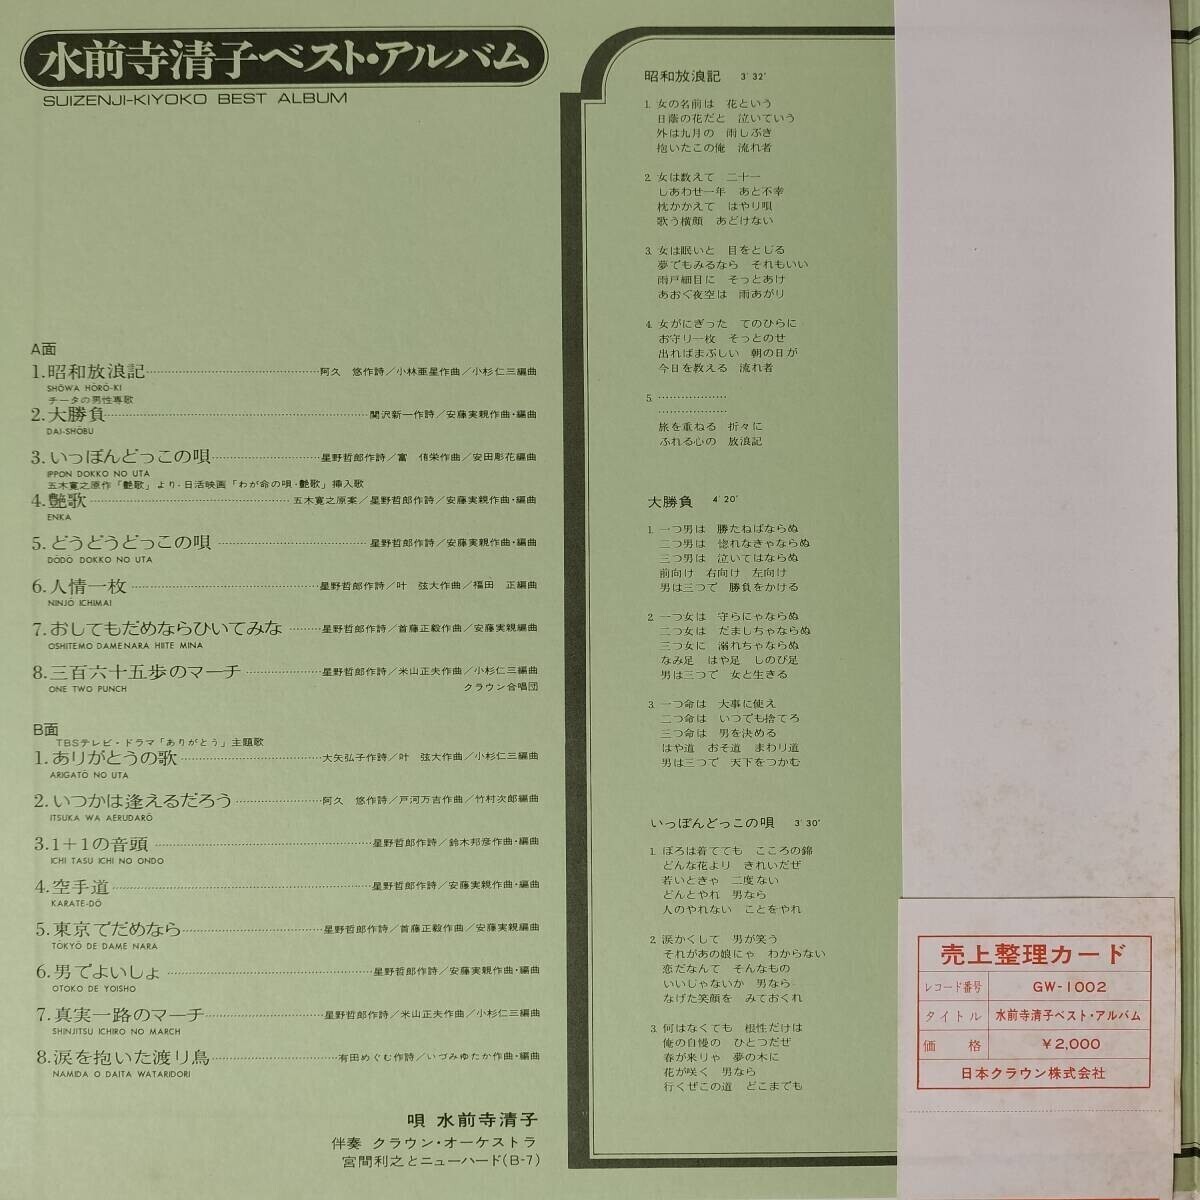 水前寺清子ベスト・アルバム
SUIZENJI-KIYOKO BEST ALBUM
A面
1.昭和放浪記……………阿久 悠作詩／小林亜星作曲／小杉仁三編曲
SHŌWA HŌRŌ-KI
チータの男性専歌
2.大勝負……………関沢新一作詩／安藤実親作曲・編曲
DAI-SHŌBU
3.いっぽんどっこの唄……………星野哲郎作詩／富 侑栄作曲／安田彫花編曲
IPPON DOKKO NO UTA
五木寛之原作「艶歌」より・日活映画「わが命の唄・艶歌」挿入歌
4.艶歌……………五木寛之原案／星野哲郎作詩／安藤実親作曲・編曲
ENKA
5.どうどうどっこの唄……………星野哲郎作詩／安藤実親作曲・編曲
DŌDŌ DOKKO NO UTA
6.人情一枚……………星野哲郎作詩／叶 弦大作曲／福田 正編曲
NINJŌ ICHIMAI
7.おしてもだめならひいてみな………星野哲郎作詩／首藤正毅作曲／安藤実親編曲
OSHITEMO DAMENARA HIITE MINA
8.三百六十五歩のマーチ……………星野哲郎作詩／米山正夫作曲／小杉仁三編曲
ONE TWO PUNCH
クラウン合唱団
B面
TBSテレビ・ドラマ「ありがとう」主題歌
1.ありがとうの歌……………大矢弘子作詩／叶 弦大作曲／小杉仁三編曲
ARIGATŌ NO UTA
2.いつかは逢えるだろう……………阿久 悠作詩／戸河万吉作曲／竹村次郎編曲
ITSUKA WA AERUDARŌ
3.1＋1の音頭……………星野哲郎作詩／鈴木邦彦作曲・編曲
ICHI TASU ICHI NO ONDO
4.空手道……………星野哲郎作詩／安藤実親作曲・編曲
KARATE-DŌ
5.東京でだめなら……………星野哲郎作詩／首藤正毅作曲／安藤実親編曲
TŌKYŌ DE DAME NARA
6.男でよいしょ……………星野哲郎作詩／安藤実親作曲・編曲
OTOKO DE YOISHO
7.真実一路のマーチ……………星野哲郎作詩／米山正夫作曲／小杉仁三編曲
SHINJITSU ICHIRO NO MARCH
8.涙を抱いた渡り鳥……………有田めぐむ作詩／いづみゆたか作曲・編曲
NAMIDA O DAITA WATARIDORI
唄 水前寺清子
伴奏 クラウン・オーケストラ
宮間利之とニューハード(B-7)
昭和放浪記 3′32″
1. 女の名前は 花という
日蔭の花だと 泣いていう
外は九月の 雨しぶき
抱いたこの俺 流れ者
2. 女は数えて 二十一
しあわせ一年 あと不幸
枕かかえて はやり唄
歌う横顔 あどけない
3. 女は眠いと 目をとじる
夢でもみるなら それもいい
雨戸細目に そっとあけ
あおぐ夜空は 雨あがり
4. 女がにぎった てのひらに
お守り一枚 そっとのせ
出ればまぶしい 朝の日が
今日を教える 流れ者
5. ………………
………………
旅を重ねる 折々に
ふれる心の 放浪記
大勝負 4′20″
1. 一つ男は 勝たねばならぬ
二つ男は 惚れなきゃならぬ
三つ男は 泣いてはならぬ
前向け 右向け 左向け
男は三つで 勝負をかける
2. 一つ女は 守らにゃならぬ
二つ女は だましちゃならぬ
三つ女に 溺れちゃならぬ
なみ足 はや足 しのび足
男は三つで 女と生きる
3. 一つ命は 大事に使え
二つ命は いつでも捨てろ
三つ命は 男を決める
はや道 おそ道 まわり道
男は三つで 天下をつかむ
いっぽんどっこの唄 3′30″
1. ぼろは着てても こころの錦
どんな花より きれいだぜ
若いときゃ 二度ない
どんとやれ 男なら
人のやれない ことをやれ
2. 涙かくして 男が笑う
それがあの娘にゃ わからない
恋だなんて そんなもの
いいじゃないか 男なら
なげた笑顔を みておくれ
3. 何はなくても 根性だけは
俺の自慢の ひとつだぜ
春が来りゃ 夢の木に
花が咲く 男なら
行くぜこの道 どこまでも
売上整理カード
レコード番号 GW-1002
タイトル 水前寺清子ベスト・アルバム
価 格 ￥2,000
日本クラウン株式会社